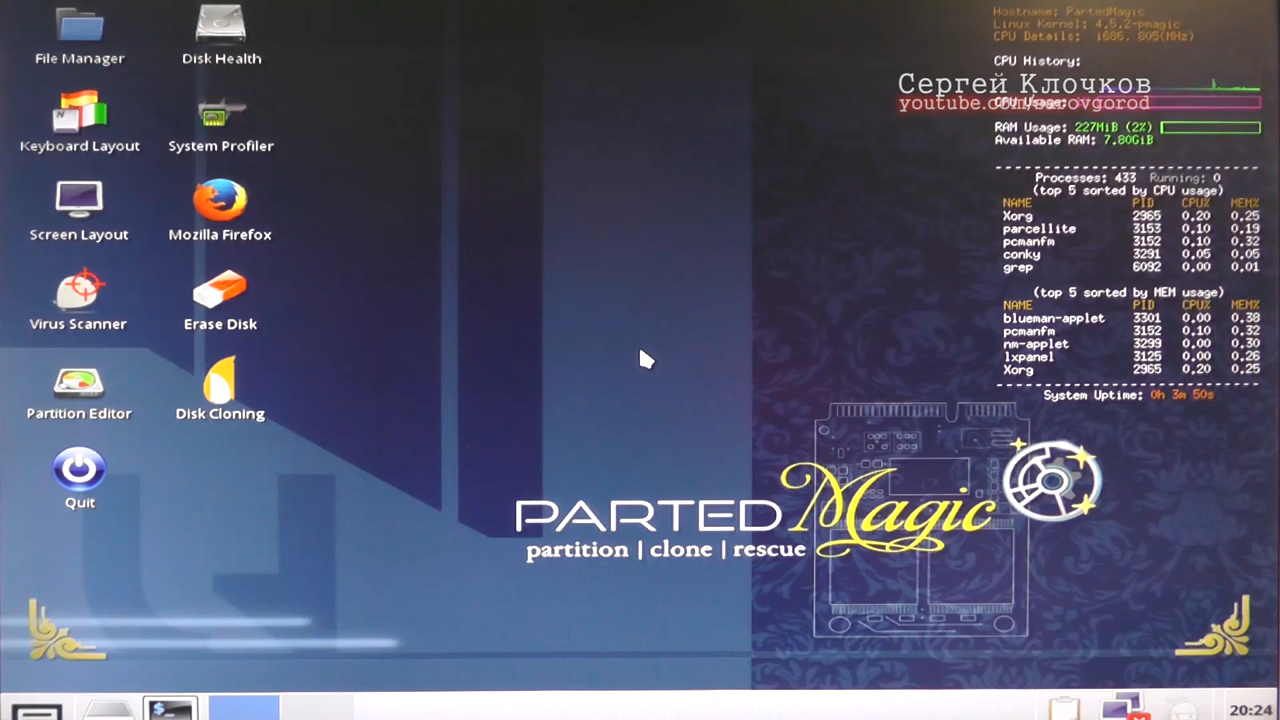 File Manager
Disk Health
Keyboard Layout
System Profiler
Screen Layout
Mozilla Firefox
Virus Scanner
Erase Disk
Partition Editor
Disk Cloning
Quit
Hostname: PartedMagic
Linux Kernel: 4.5.2-pmagic
CPU Details: i686, 805(MHz)
CPU History:
Сергей Клочков
CPU Usage:
RAM Usage: 227MiB (2%)
Available RAM: 7.80GiB
Processes: 433 Running: 0
(top 5 sorted by CPU usage)
NAME PID CPU% MEM%
Xorg 2965 0.20 0.25
parcellite 3153 0.10 0.19
pcmanfm 3152 0.10 0.32
conky 3291 0.05 0.05
grep 6092 0.00 0.01
(top 5 sorted by MEM usage)
NAME PID CPU% MEM%
blueman-applet 3301 0.00 0.38
pcmanfm 3152 0.10 0.32
nm-applet 3299 0.00 0.30
lxpanel 3125 0.00 0.26
Xorg 2965 0.20 0.25
System Uptime: 0h 3m 50s
PARTED Magic
partition | clone | rescue
20:24